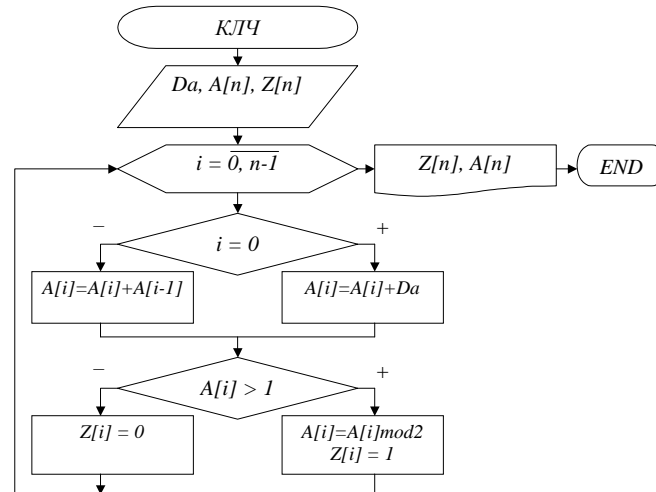 КЛЧ
Da, A[n], Z[n]
i = 0, n-1
Z[n], A[n]
END
i = 0
–
+
A[i]=A[i]+A[i-1]
A[i]=A[i]+Da
A[i] > 1
–
+
Z[i] = 0
A[i]=A[i]mod2
Z[i] = 1